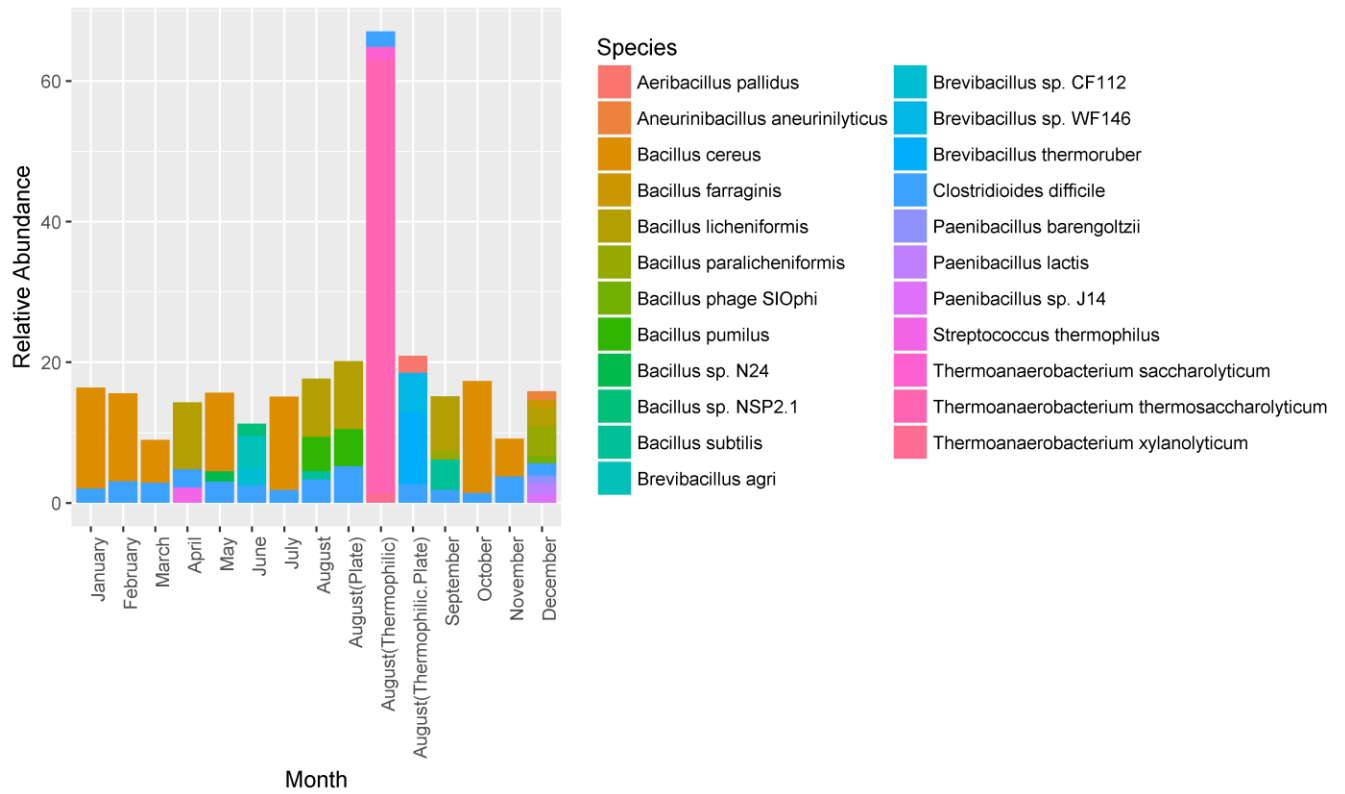 Relative Abundance
60
40
20
0
January
February
March
April
May
June
July
August
August(Plate)
August(Thermophilic)
August(Thermophilic.Plate)
September
October
November
December
Month
Species
Aeribacillus pallidus
Aneurinibacillus aneurinilyticus
Bacillus cereus
Bacillus farraginis
Bacillus licheniformis
Bacillus paralicheniformis
Bacillus phage SIOphi
Bacillus pumilus
Bacillus sp. N24
Bacillus sp. NSP2.1
Bacillus subtilis
Brevibacillus agri
Brevibacillus sp. CF112
Brevibacillus sp. WF146
Brevibacillus thermoruber
Clostridioides difficile
Paenibacillus barengoltzii
Paenibacillus lactis
Paenibacillus sp. J14
Streptococcus thermophilus
Thermoanaerobacterium saccharolyticum
Thermoanaerobacterium thermosaccharolyticum
Thermoanaerobacterium xylanolyticum